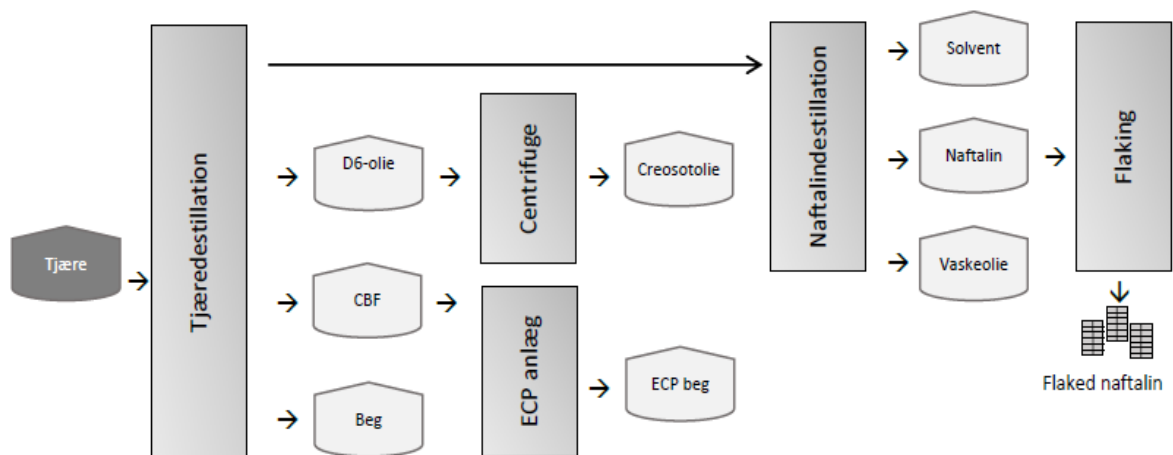 Tjære
Tjæredestillation
D6-olie
CBF
Beg
Centrifuge
ECP anlæg
Creosotolie
ECP beg
Naftalindestillation
Solvent
Naftalin
Vaskeolie
Flaking
Flaked naftalin